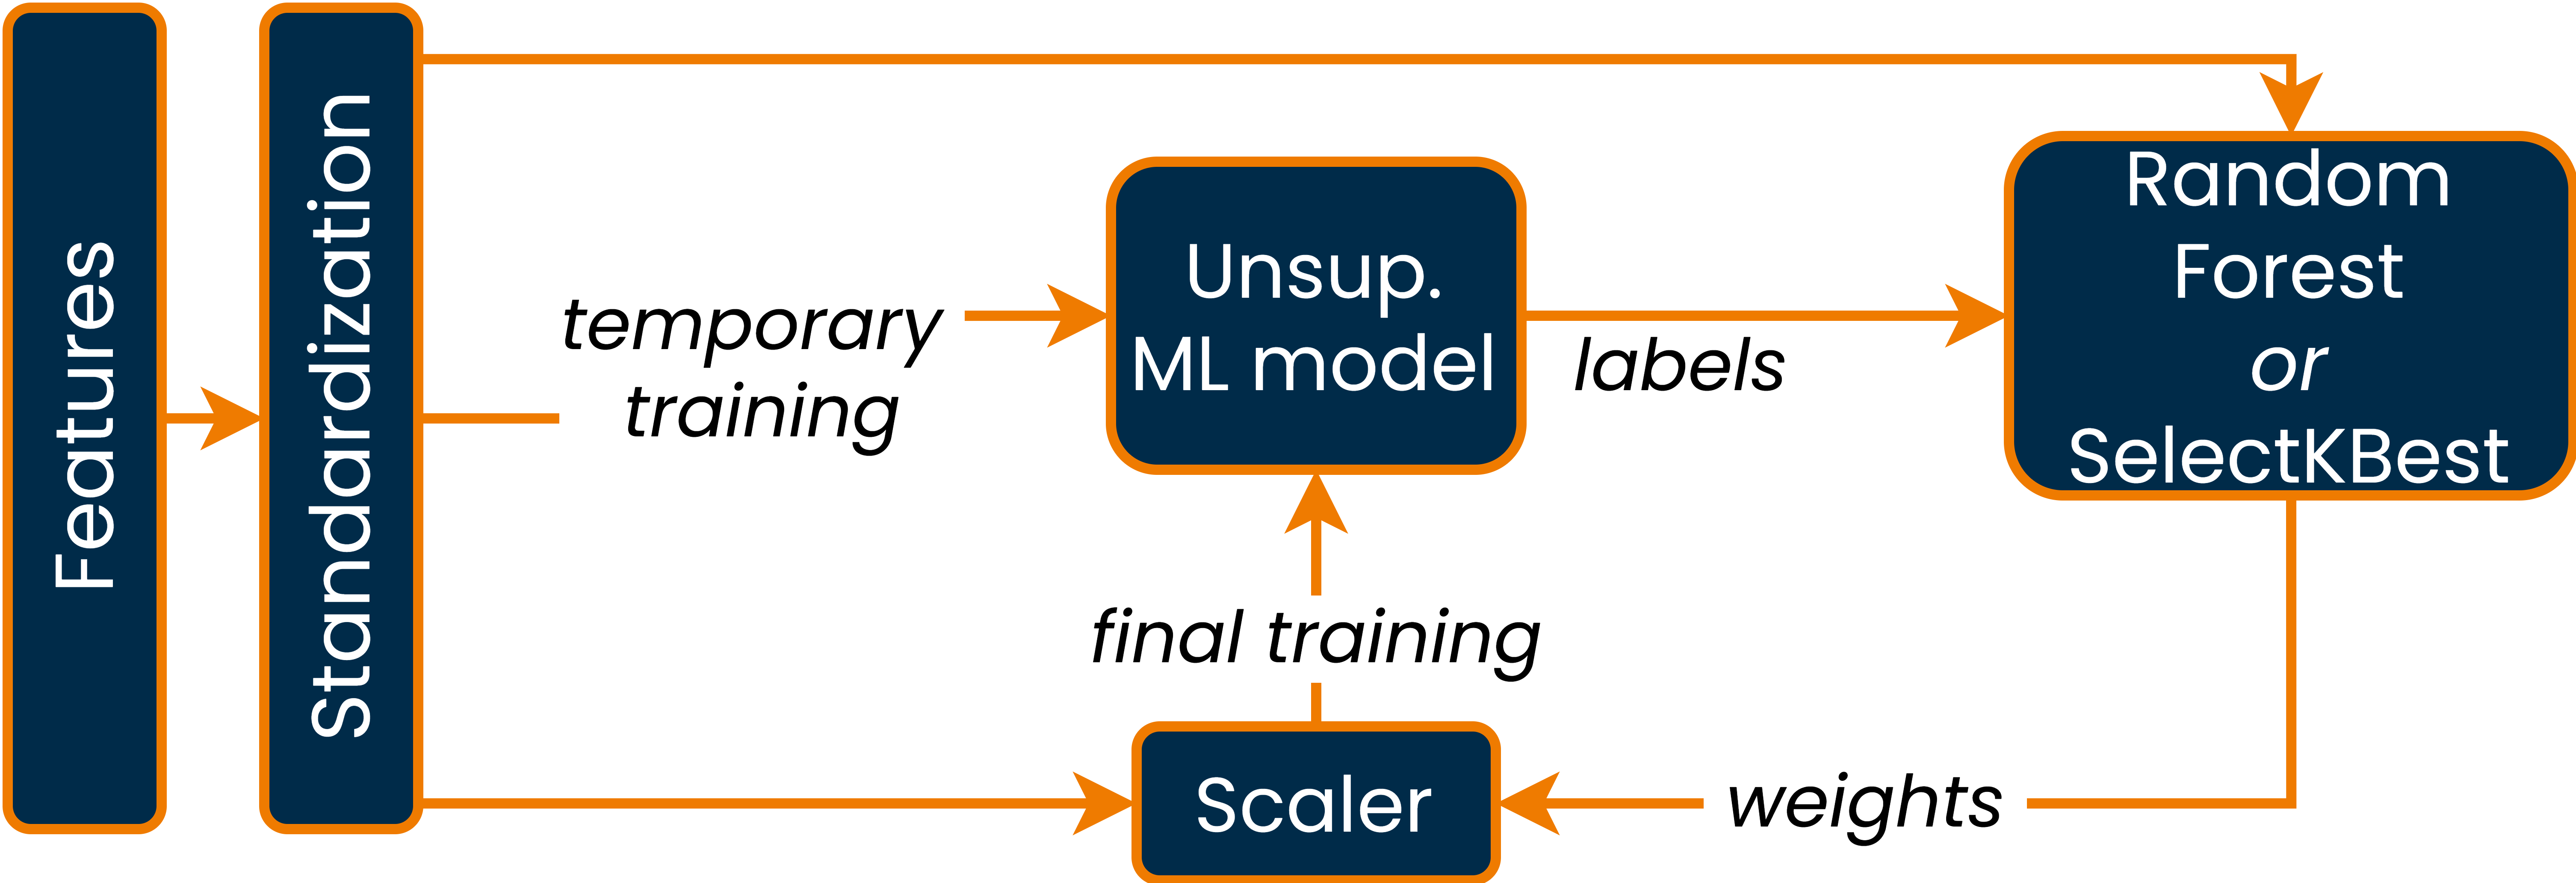 Features
Standardization
temporary
training
Unsup.
ML model
labels
Random
Forest
or
SelectKBest
final training
Scaler
weights